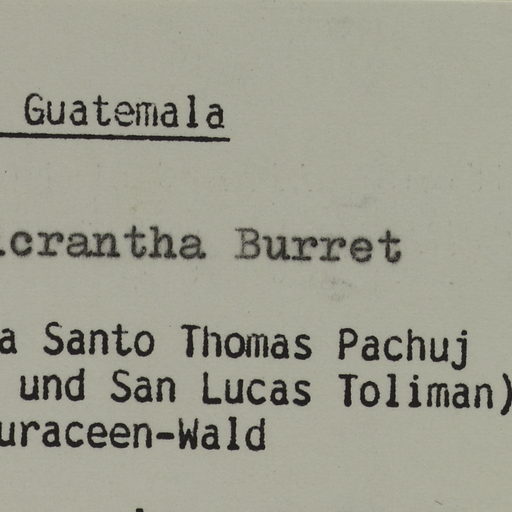 Guatemala
crantha Burret
a Santo Thomas Pachuj
und San Lucas Toliman)
uraceen-Wald